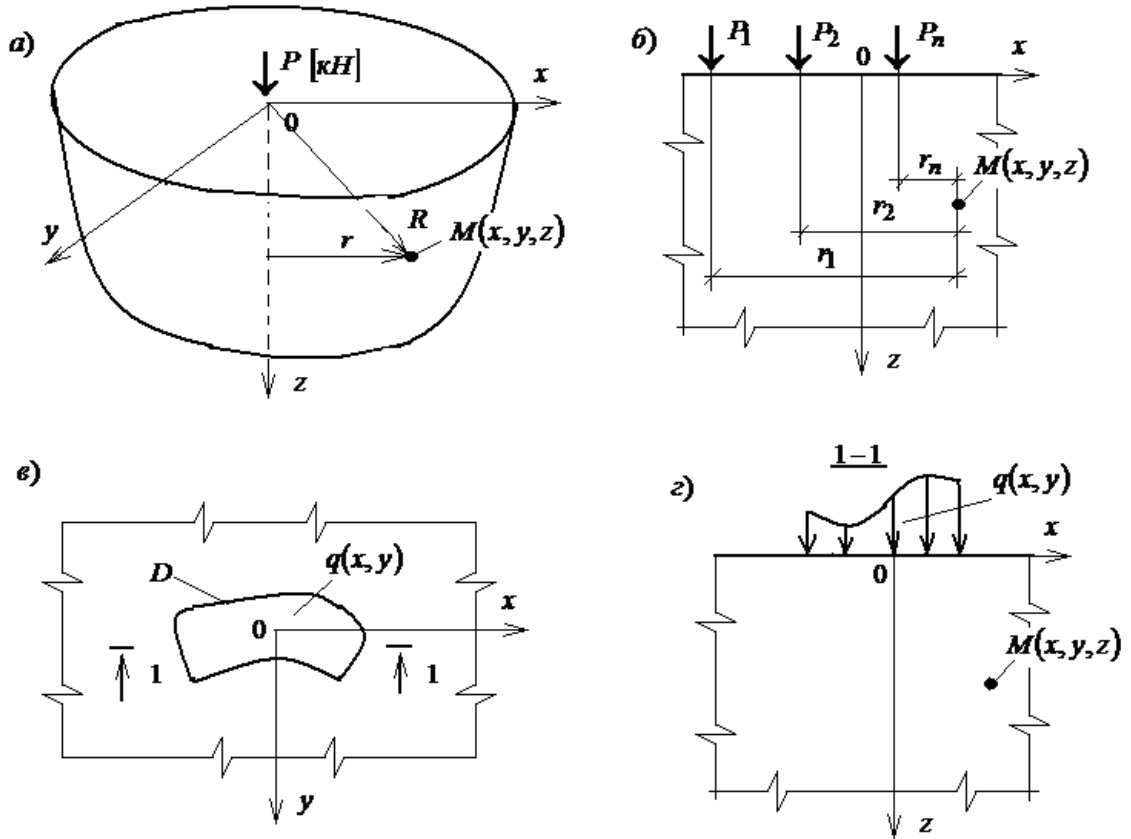 а)
P [кН]
x
0
y
R
r
M(x, y, z)
z
б)
P1
P2
Pn
0
x
rn
M(x, y, z)
r2
r1
z
в)
D
q(x, y)
x
0
1
1
y
1–1
г)
q(x, y)
x
0
M(x, y, z)
z